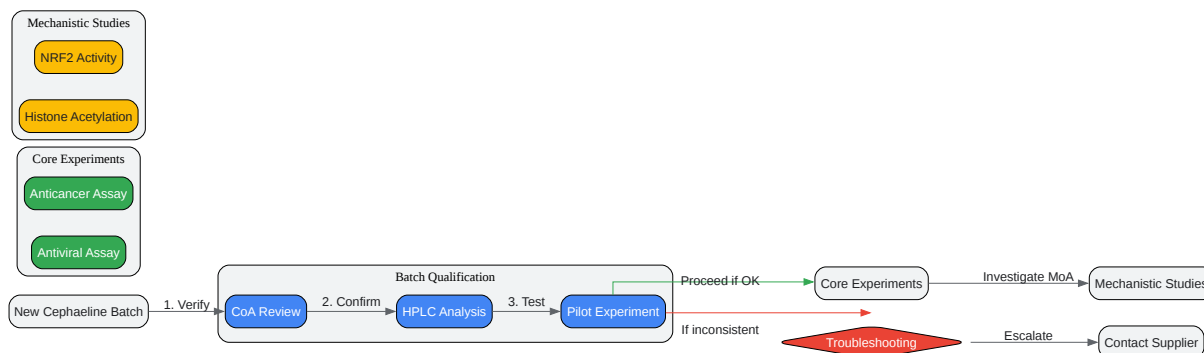 Mechanistic Studies
NRF2 Activity
Histone Acetylation
Core Experiments
Anticancer Assay
Antiviral Assay
Batch Qualification
New Cephaeline Batch
1. Verify
CoA Review
2. Confirm
HPLC Analysis
3. Test
Pilot Experiment
Proceed if OK
Core Experiments
Investigate MoA
Mechanistic Studies
If inconsistent
Troubleshooting
Escalate
Contact Supplier